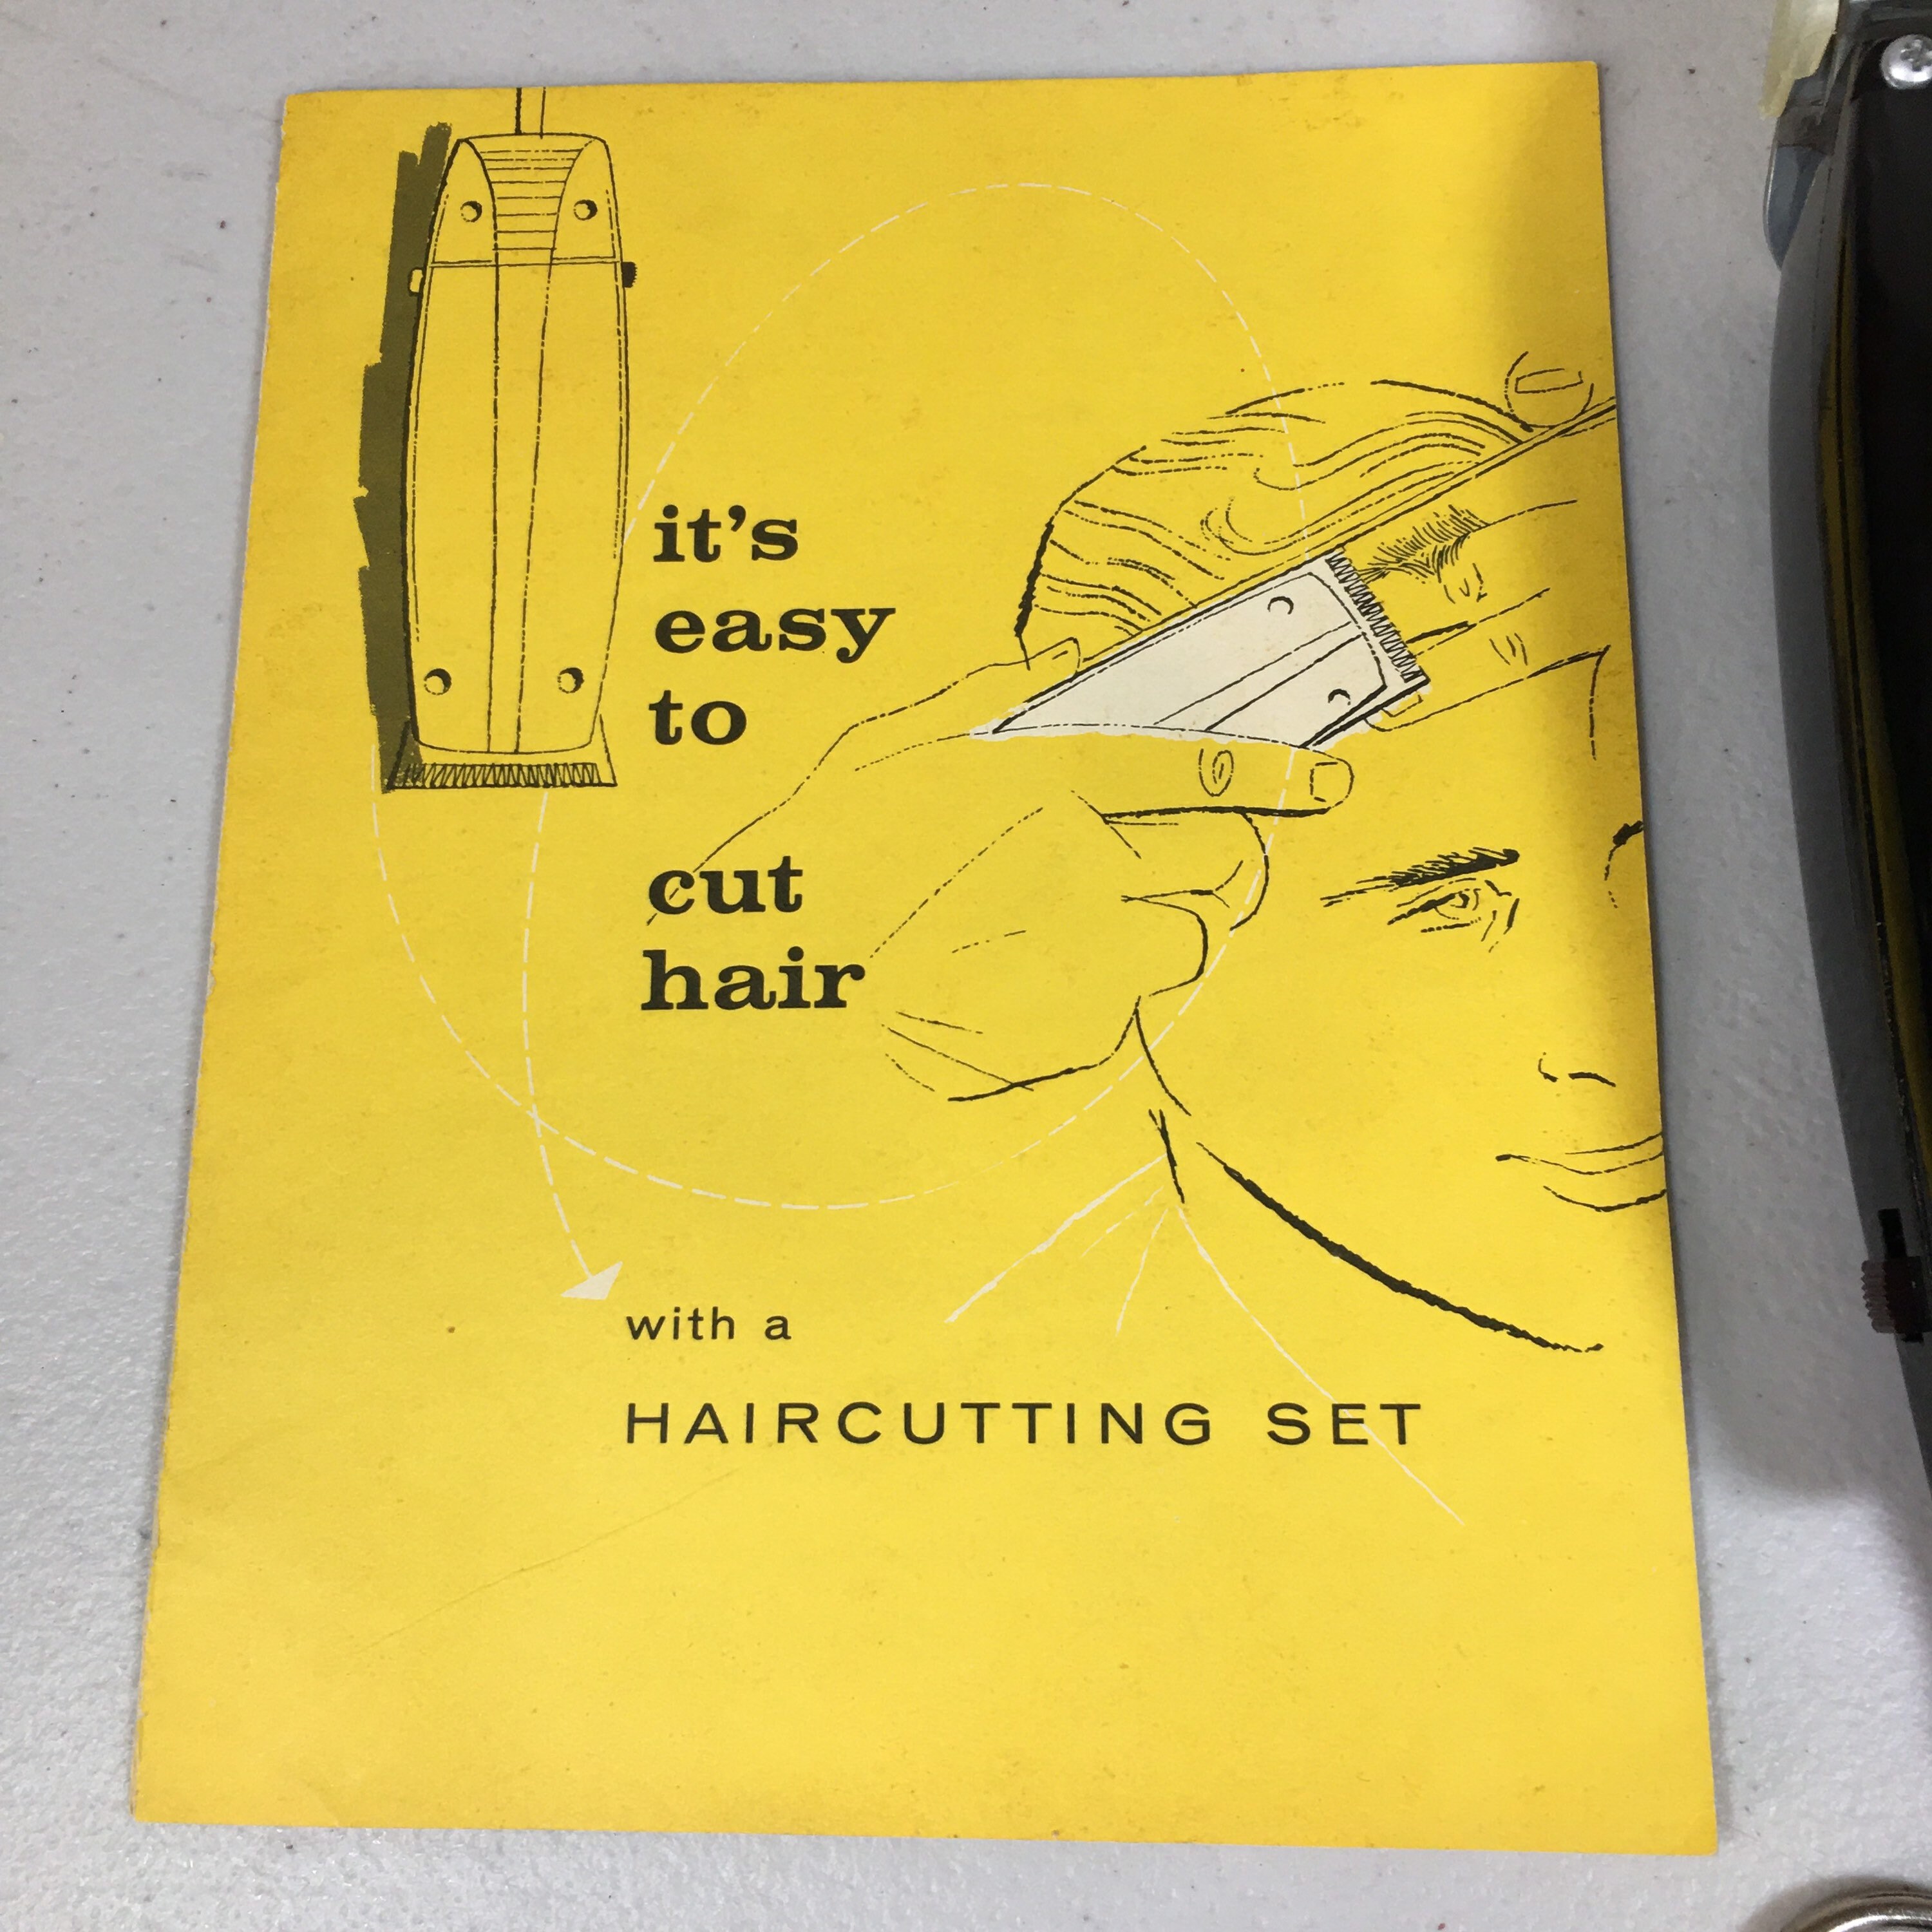 it's
easy
to
cut
hair
with a
HAIRCUTTING SET